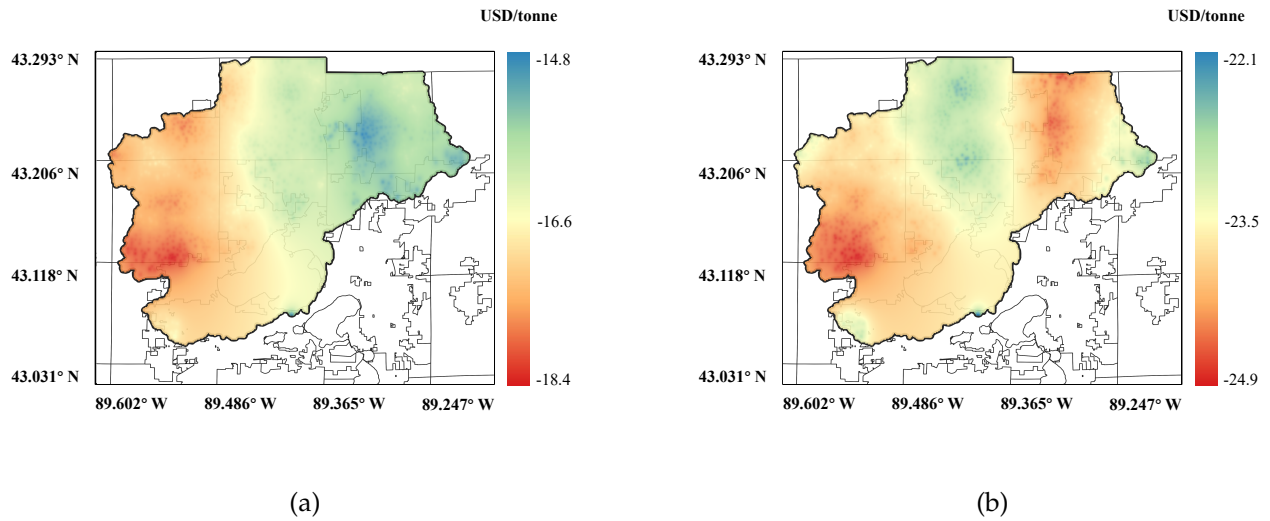 USD/tonne
43.293° N
43.206° N
43.118° N
43.031° N
89.602° W 89.486° W 89.365° W 89.247° W
-14.8
-16.6
-18.4
(a)
USD/tonne
43.293° N
43.206° N
43.118° N
43.031° N
89.602° W 89.486° W 89.365° W 89.247° W
-22.1
-23.5
-24.9
(b)